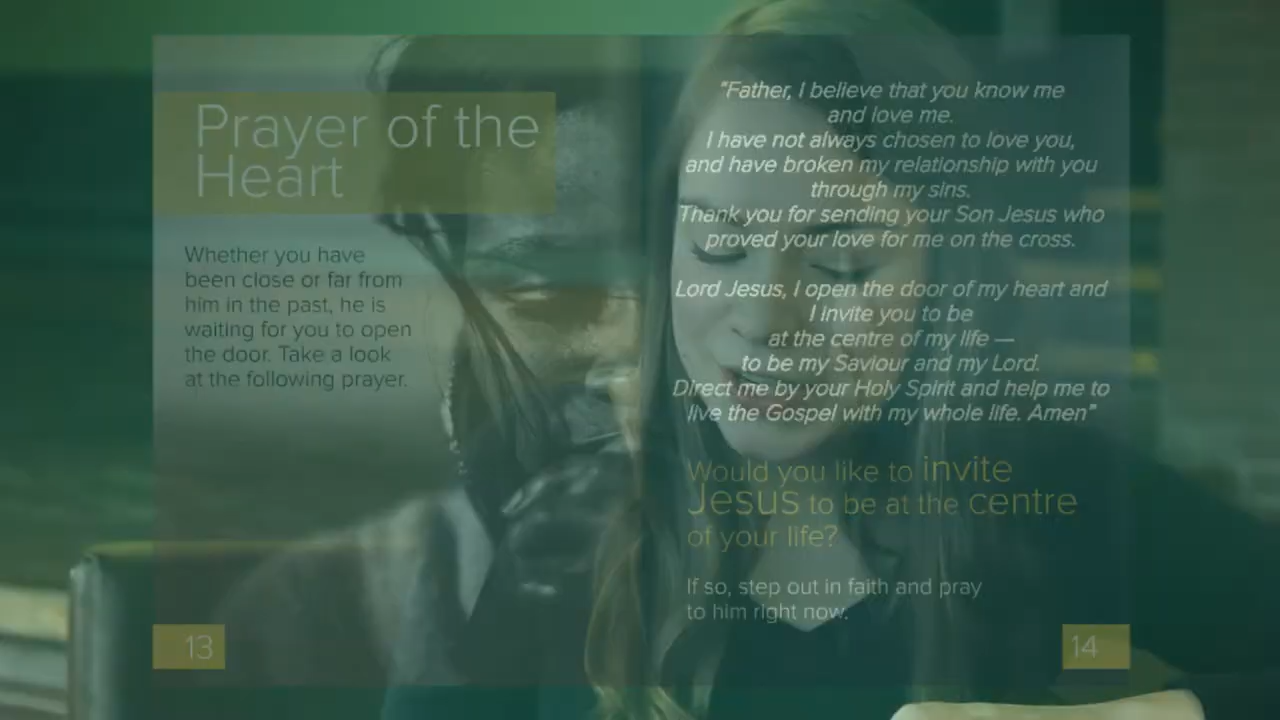 Prayer of the
Heart
Whether you have
been close or far from
him in the past, he is
waiting for you to open
the door. Take a look
at the following prayer.
13
“Father, I believe that you know me
and love me.
I have not always chosen to love you,
and have broken my relationship with you
through my sins.
Thank you for sending your Son Jesus who
proved your love for me on the cross.
Lord Jesus, I open the door of my heart and
I invite you to be
at the centre of my life —
to be my Saviour and my Lord.
Direct me by your Holy Spirit and help me to
live the Gospel with my whole life. Amen”
Would you like to invite
Jesus to be at the centre
of your life?
If so, step out in faith and pray
to him right now.
14